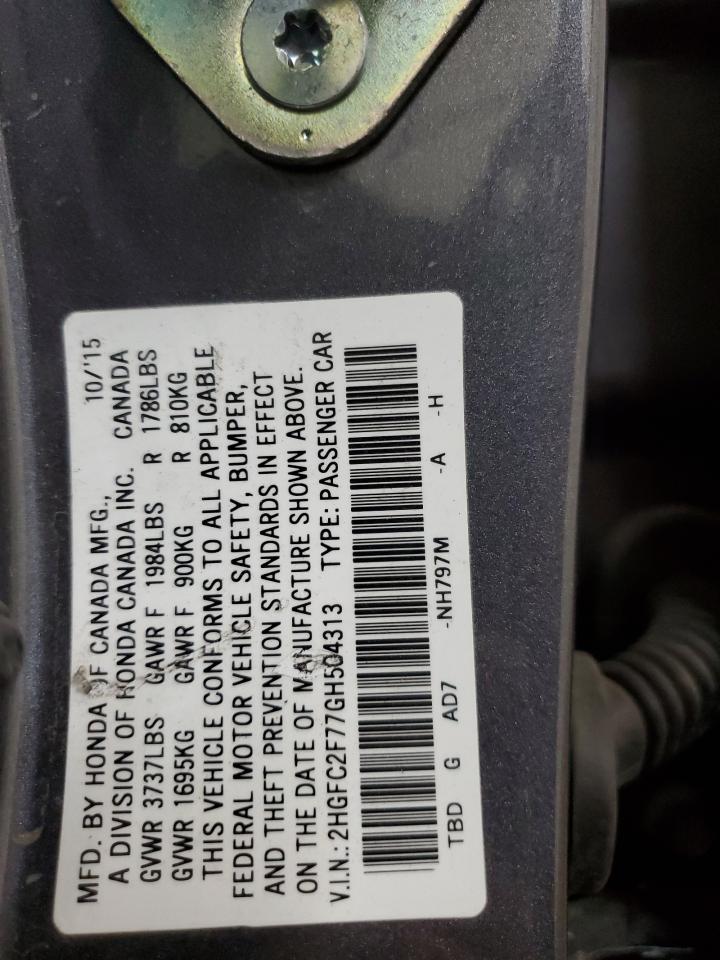 MFD. BY HONDA OF CANADA MFG., 10/'15
A DIVISION OF HONDA CANADA INC. CANADA
GVWR 3737LBS GAWR F 1984LBS R 1786LBS
GVWR 1695KG GAWR F 900KG R 810KG
THIS VEHICLE CONFORMS TO ALL APPLICABLE
FEDERAL MOTOR VEHICLE SAFETY, BUMPER,
AND THEFT PREVENTION STANDARDS IN EFFECT
ON THE DATE OF MANUFACTURE SHOWN ABOVE.
V.I.N.: 2HGFC2F77GH504313 TYPE: PASSENGER CAR
TBD G AD7 -NH797M -A -H